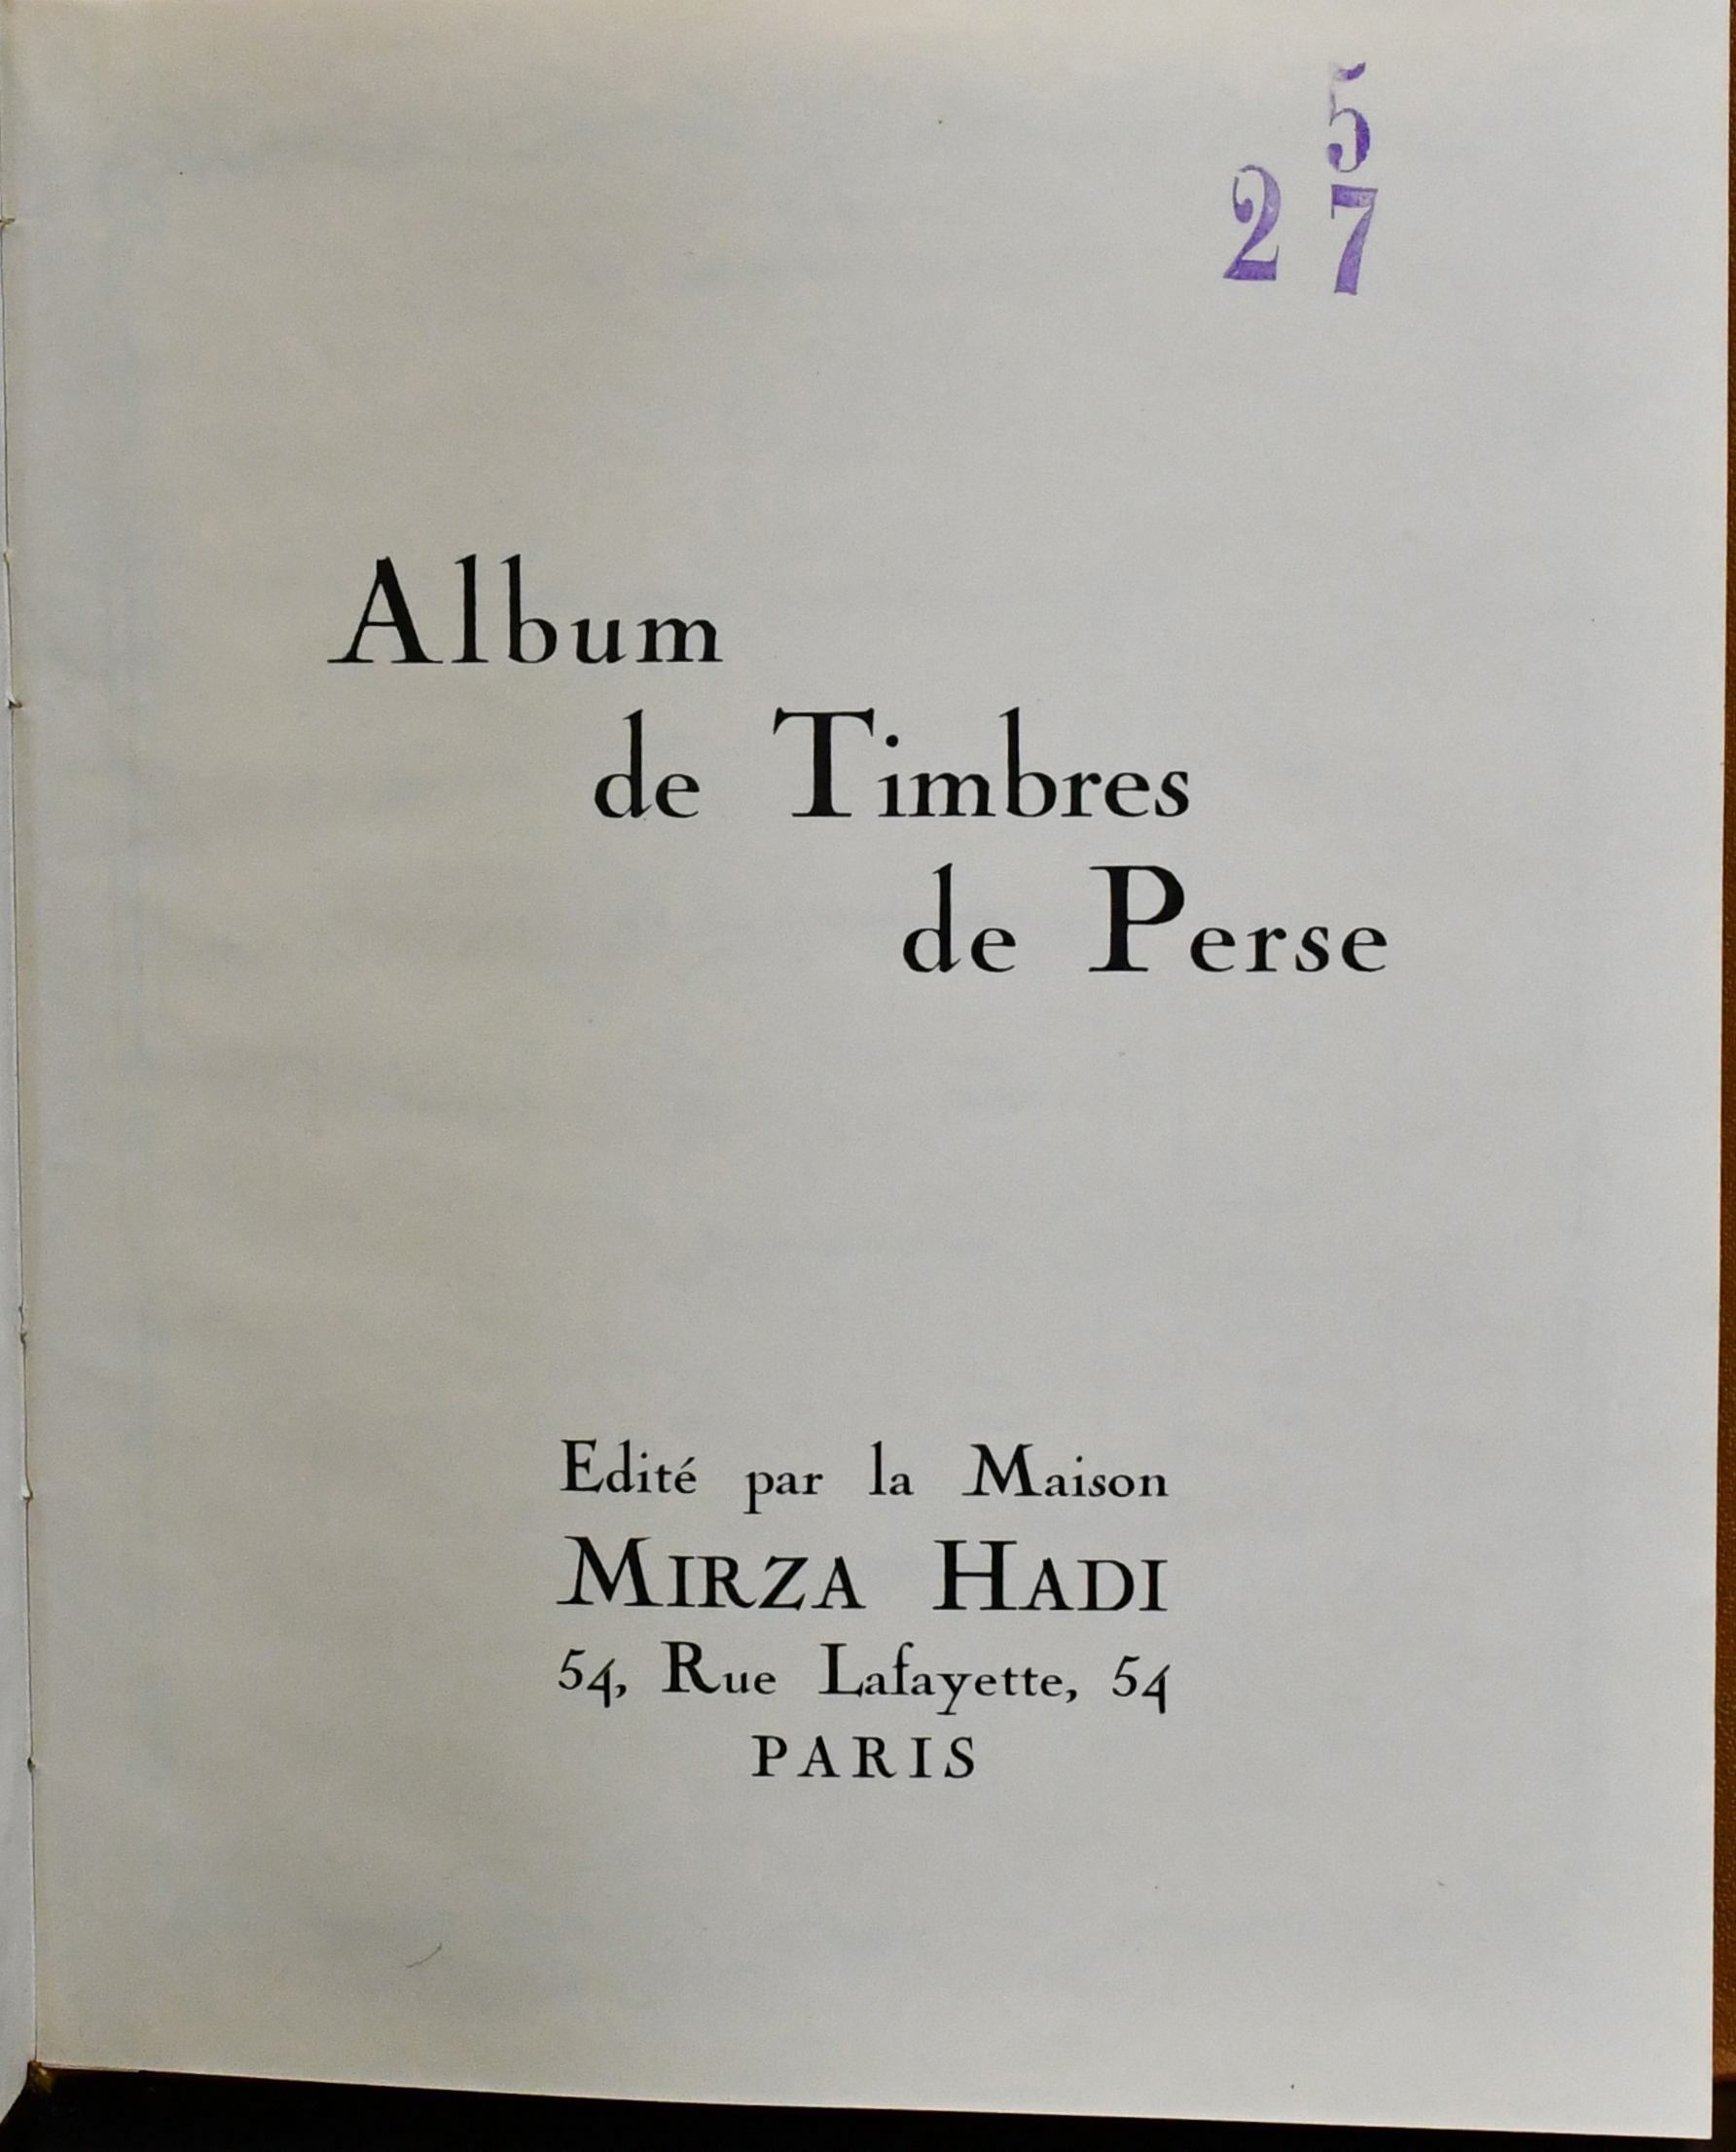 5
2 7
Album
de Timbres
de Perse
Edité par la Maison
MIRZA HADI
54, Rue Lafayette, 54
PARIS